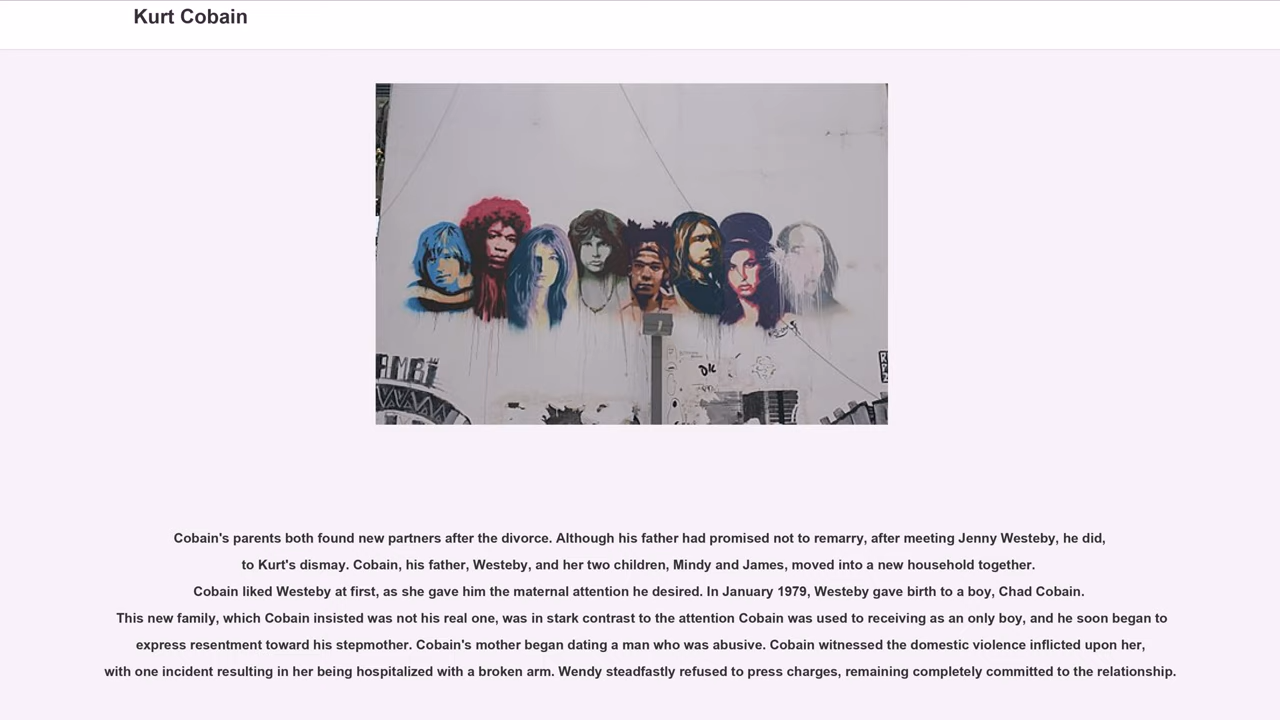 Kurt Cobain
AMBi
Cobain's parents both found new partners after the divorce. Although his father had promised not to remarry, after meeting Jenny Westeby, he did,
to Kurt's dismay. Cobain, his father, Westeby, and her two children, Mindy and James, moved into a new household together.
Cobain liked Westeby at first, as she gave him the maternal attention he desired. In January 1979, Westeby gave birth to a boy, Chad Cobain.
This new family, which Cobain insisted was not his real one, was in stark contrast to the attention Cobain was used to receiving as an only boy, and he soon began to
express resentment toward his stepmother. Cobain's mother began dating a man who was abusive. Cobain witnessed the domestic violence inflicted upon her,
with one incident resulting in her being hospitalized with a broken arm. Wendy steadfastly refused to press charges, remaining completely committed to the relationship.